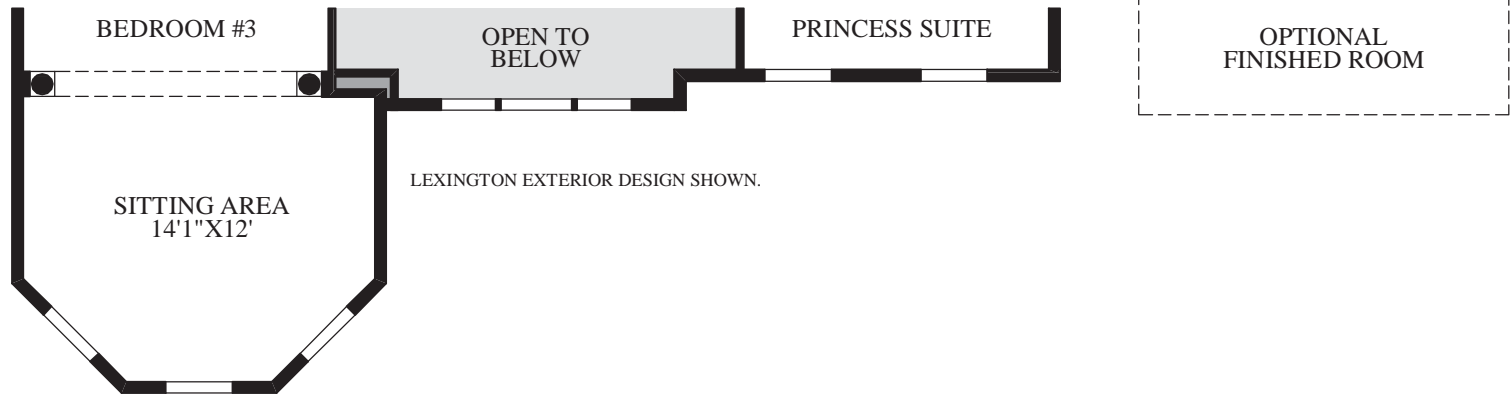 BEDROOM #3
OPEN TO
BELOW
PRINCESS SUITE
OPTIONAL
FINISHED ROOM
LEXINGTON EXTERIOR DESIGN SHOWN.
SITTING AREA
14'1"X12'